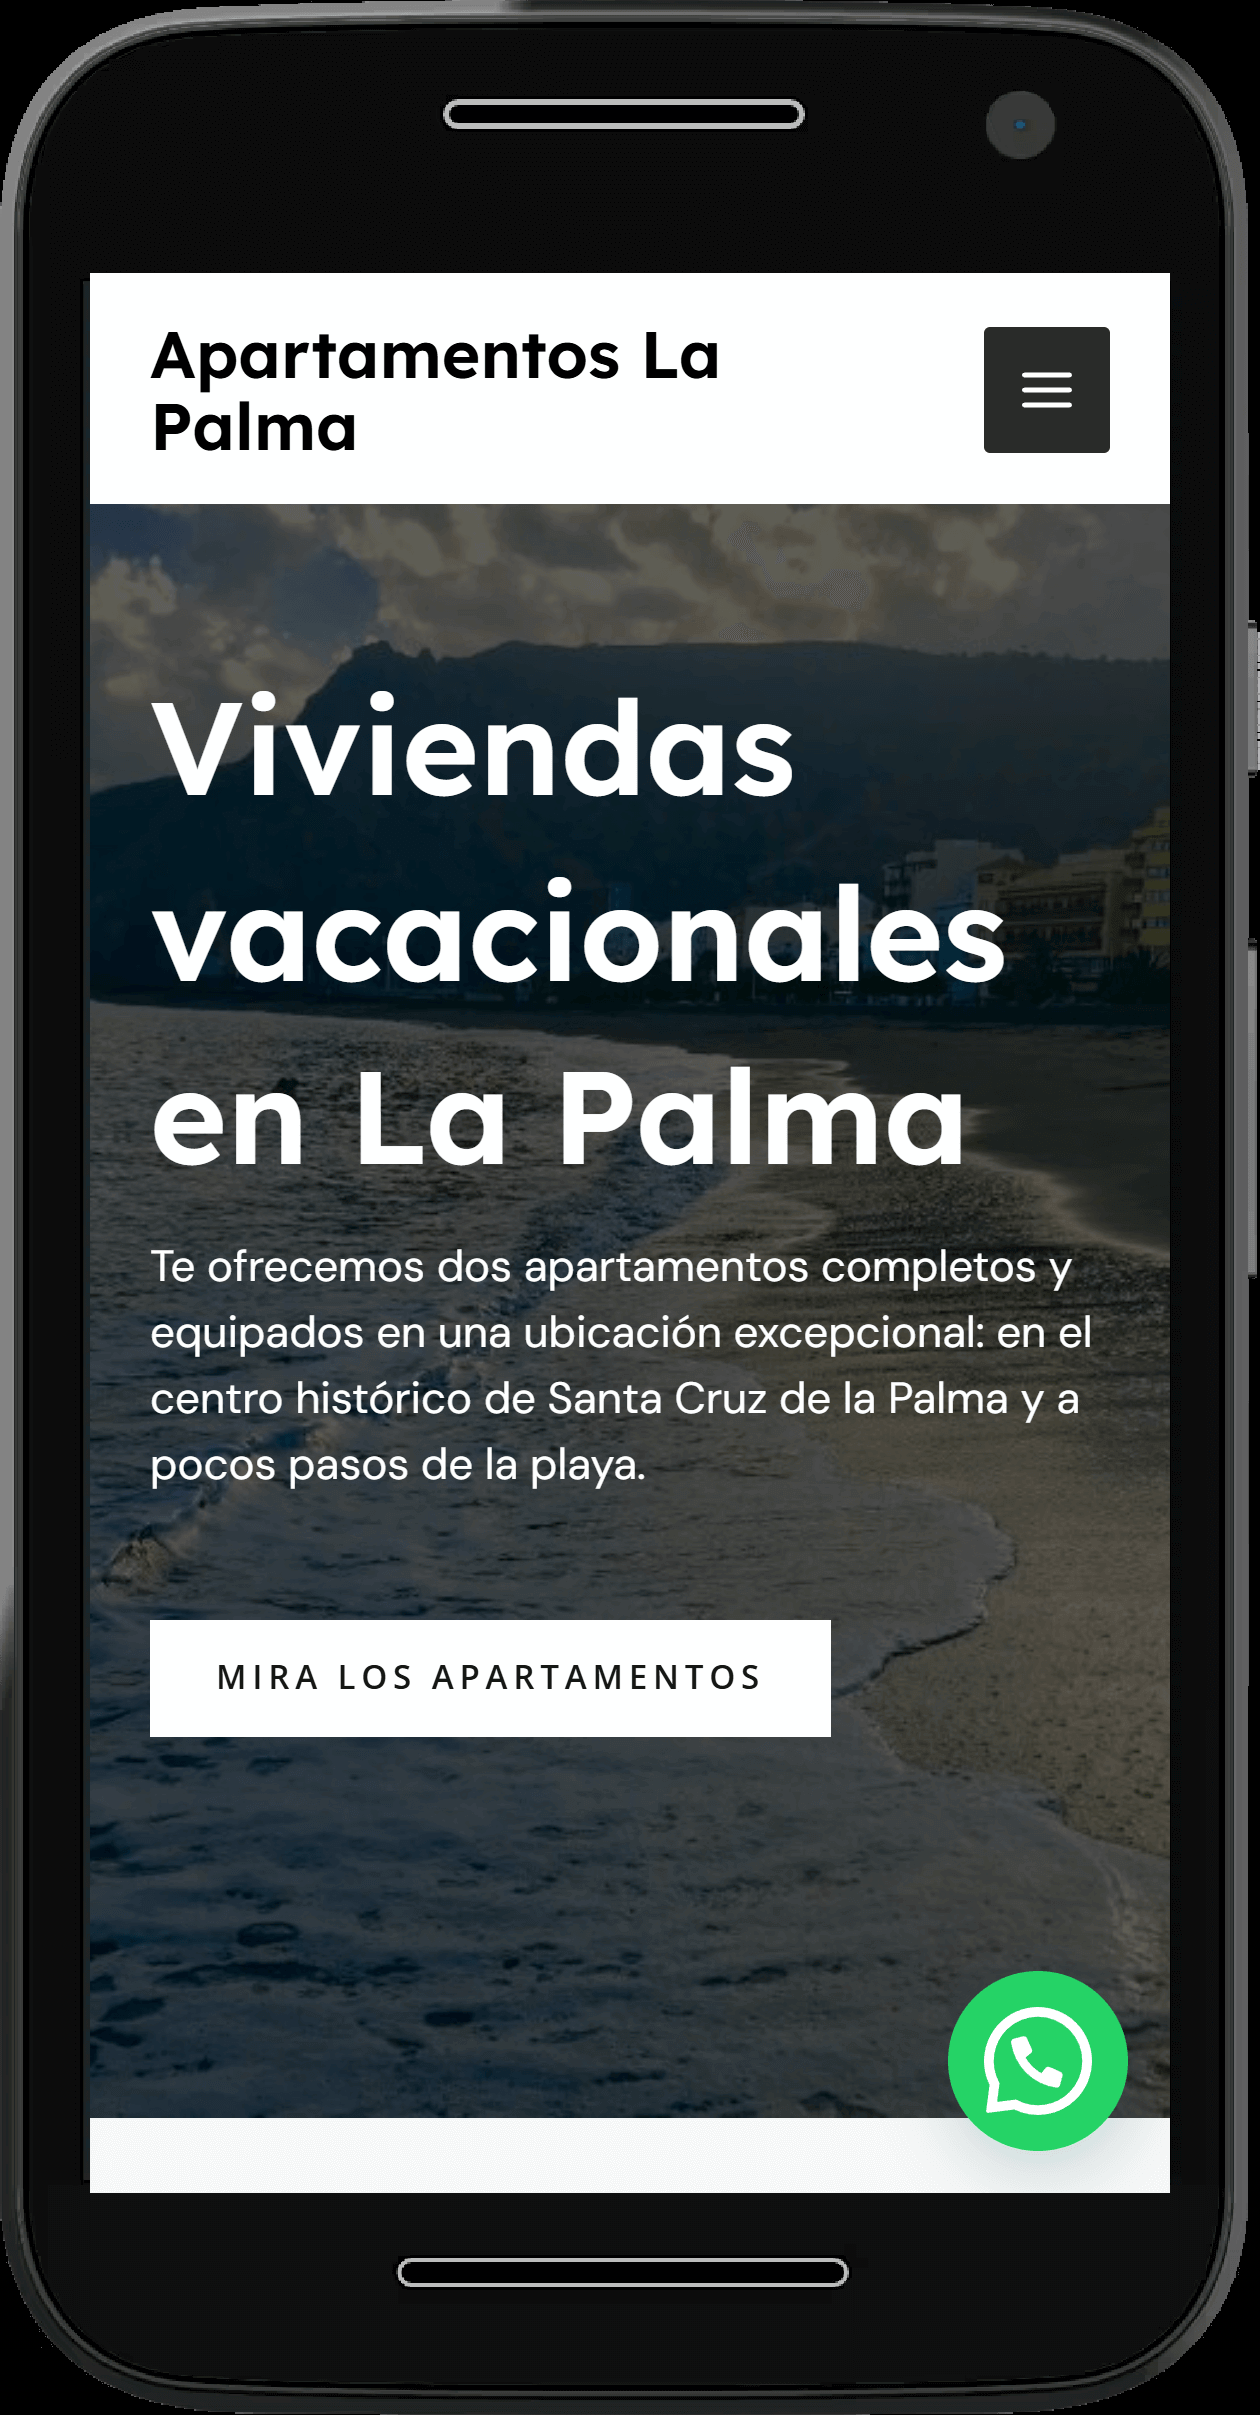 Apartamentos La
Palma
Viviendas
vacacionales
en La Palma
Te ofrecemos dos apartamentos completos y
equipados en una ubicación excepcional: en el
centro histórico de Santa Cruz de la Palma y a
pocos pasos de la playa.
MIRA LOS APARTAMENTOS